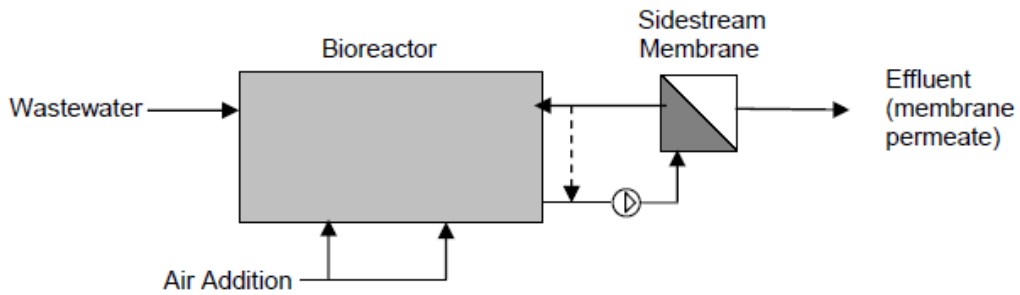 Sidestream
Membrane
Bioreactor
Effluent
(membrane
permeate)
Wastewater
Air Addition